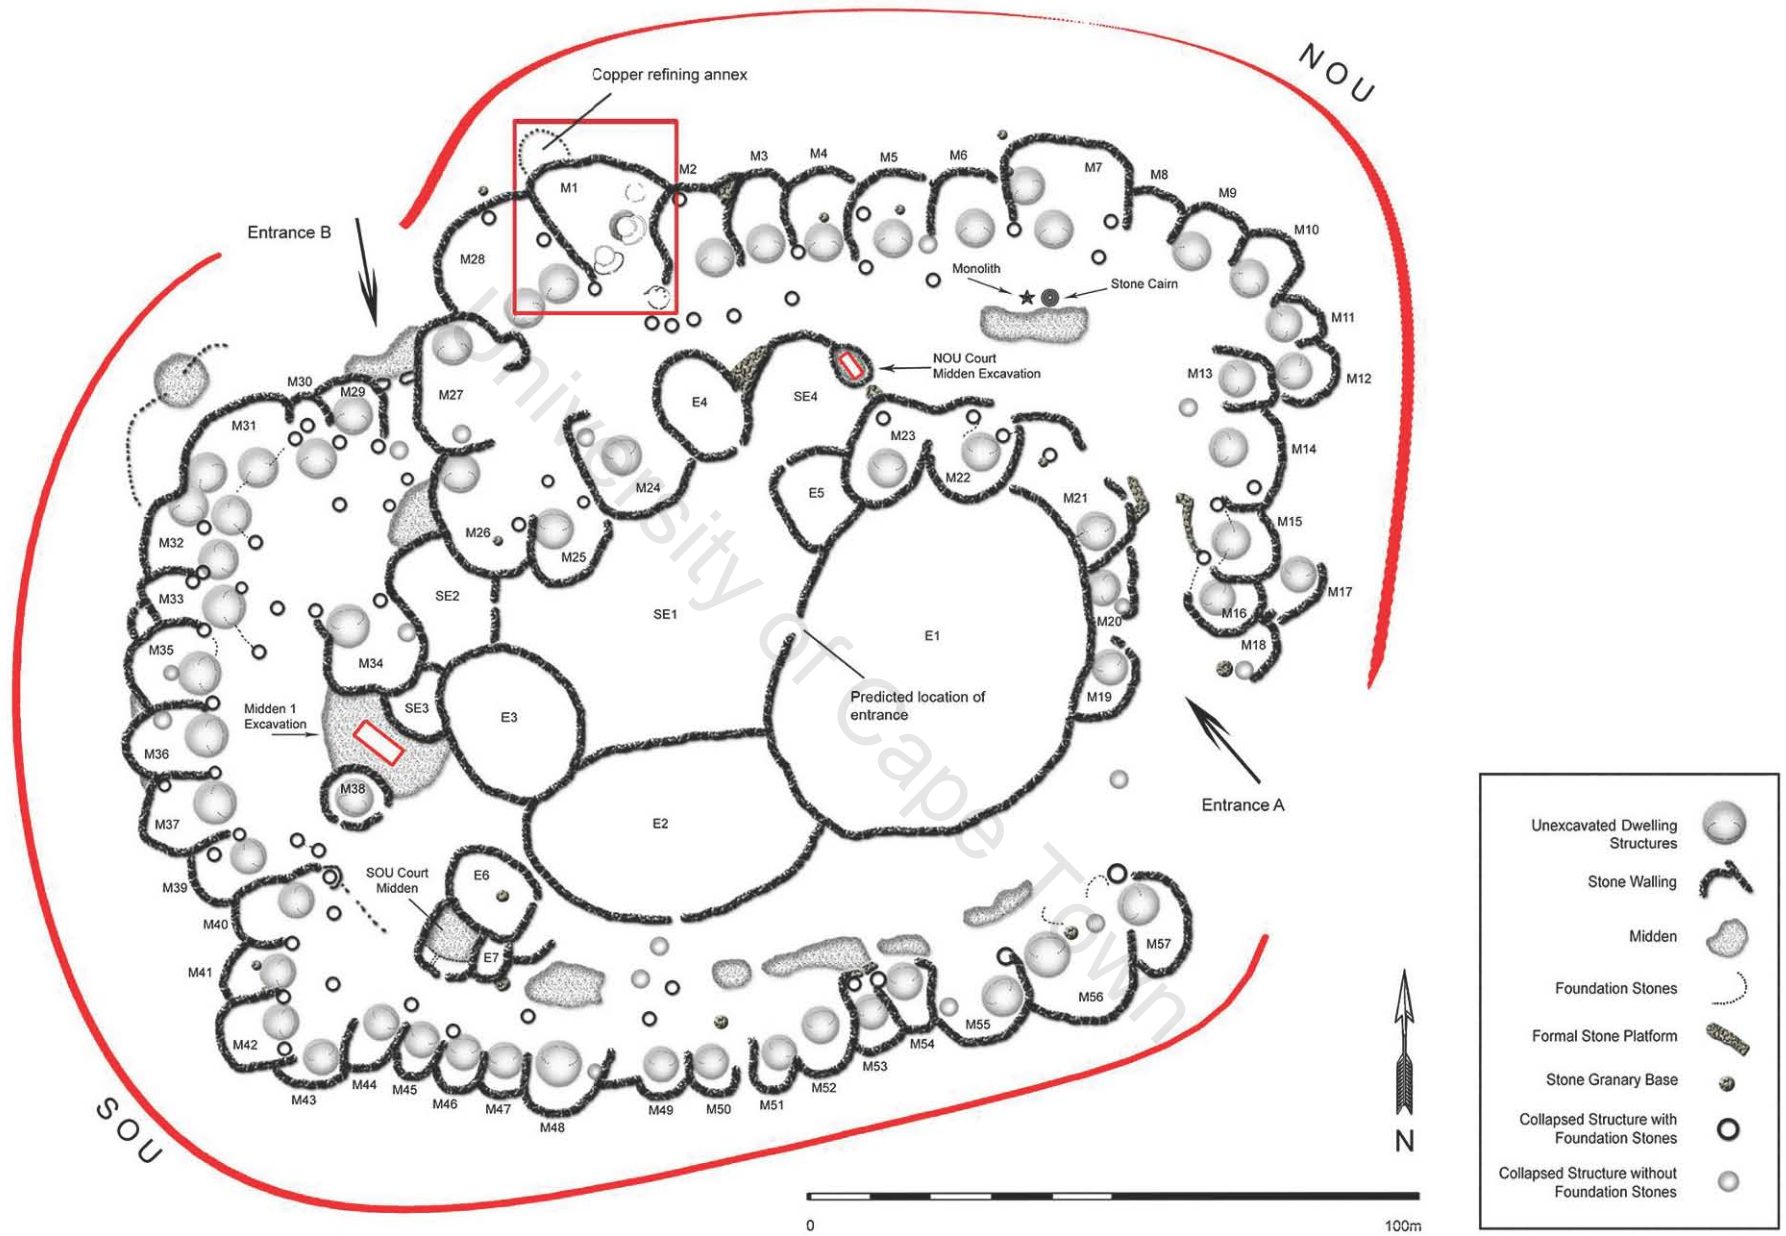 NOU
Copper refining annex
M1
M2
M3
M4
M5
M6
M7
M8
M9
M10
M11
M12
M13
M14
M15
M16
M17
M18
Entrance B
M28
Monolith
Stone Cairn
NOU Court
Midden Excavation
M30
M29
M27
M31
E4
SE4
M23
M22
M24
E5
M21
M26
M25
M32
SE2
SE1
E1
M20
M33
M35
M34
M19
SE3
E3
Midden 1
Excavation
Predicted location of
entrance
M36
M38
M37
E2
Entrance A
M39
SOU Court
Midden
E6
M40
E7
M41
M57
M42
M56
M55
M54
M53
M52
M51
M50
M49
M48
M47
M46
M45
M44
M43
SOU
University of Cape Town
Unexcavated Dwelling
Structures
Stone Walling
Midden
Foundation Stones
Formal Stone Platform
Stone Granary Base
Collapsed Structure with
Foundation Stones
Collapsed Structure without
Foundation Stones
N
0
100m